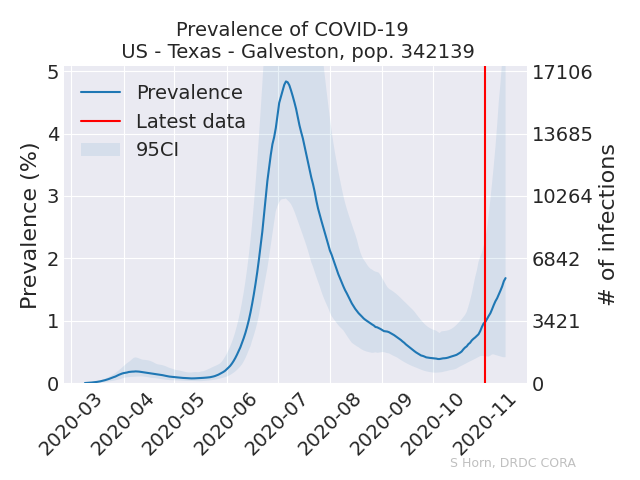 Prevalence of COVID-19
US - Texas - Galveston, pop. 342139
Prevalence
Latest data
95CI
Prevalence (%)
5
4
3
2
1
0
17106
13685
10264
6842
3421
0
# of infections
2020-03
2020-04
2020-05
2020-06
2020-07
2020-08
2020-09
2020-10
2020-11
S Horn, DRDC CORA